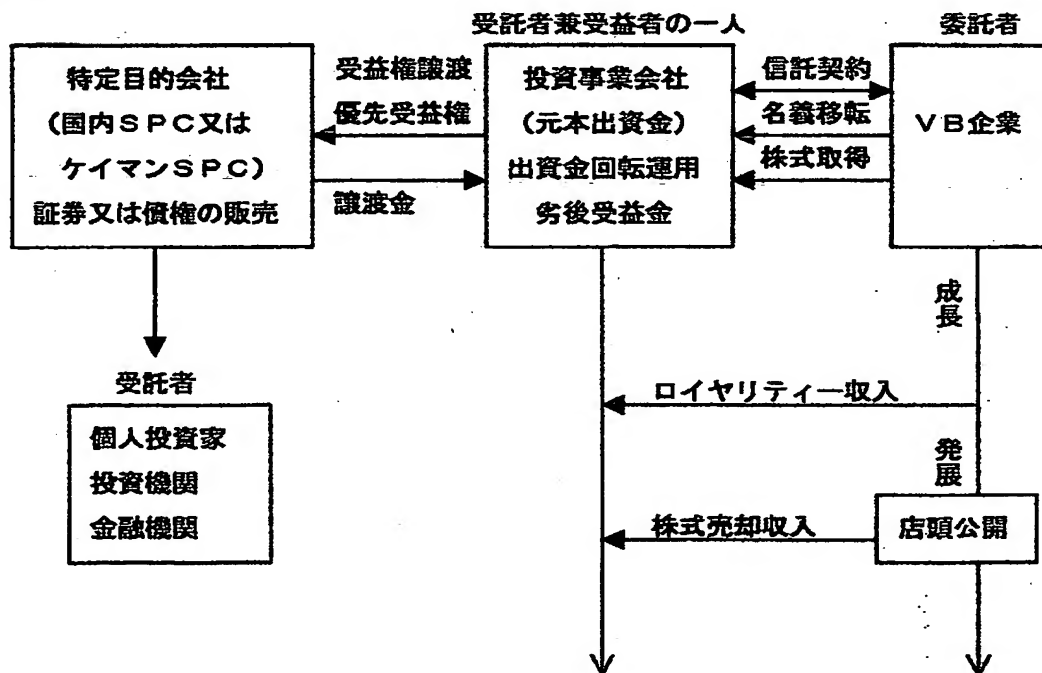 受託者兼受益者の一人
委託者
特定目的会社
(国内SPC又は
ケイマンSPC)
証券又は債権の販売
受益権譲渡
優先受益権
譲渡金
投資事業会社
(元本出資金)
出資金回転運用
劣後受益金
信託契約
名義移転
株式取得
VB企業
成長
受託者
個人投資家
投資機関
金融機関
ロイヤリティー収入
発展
株式売却収入
店頭公開